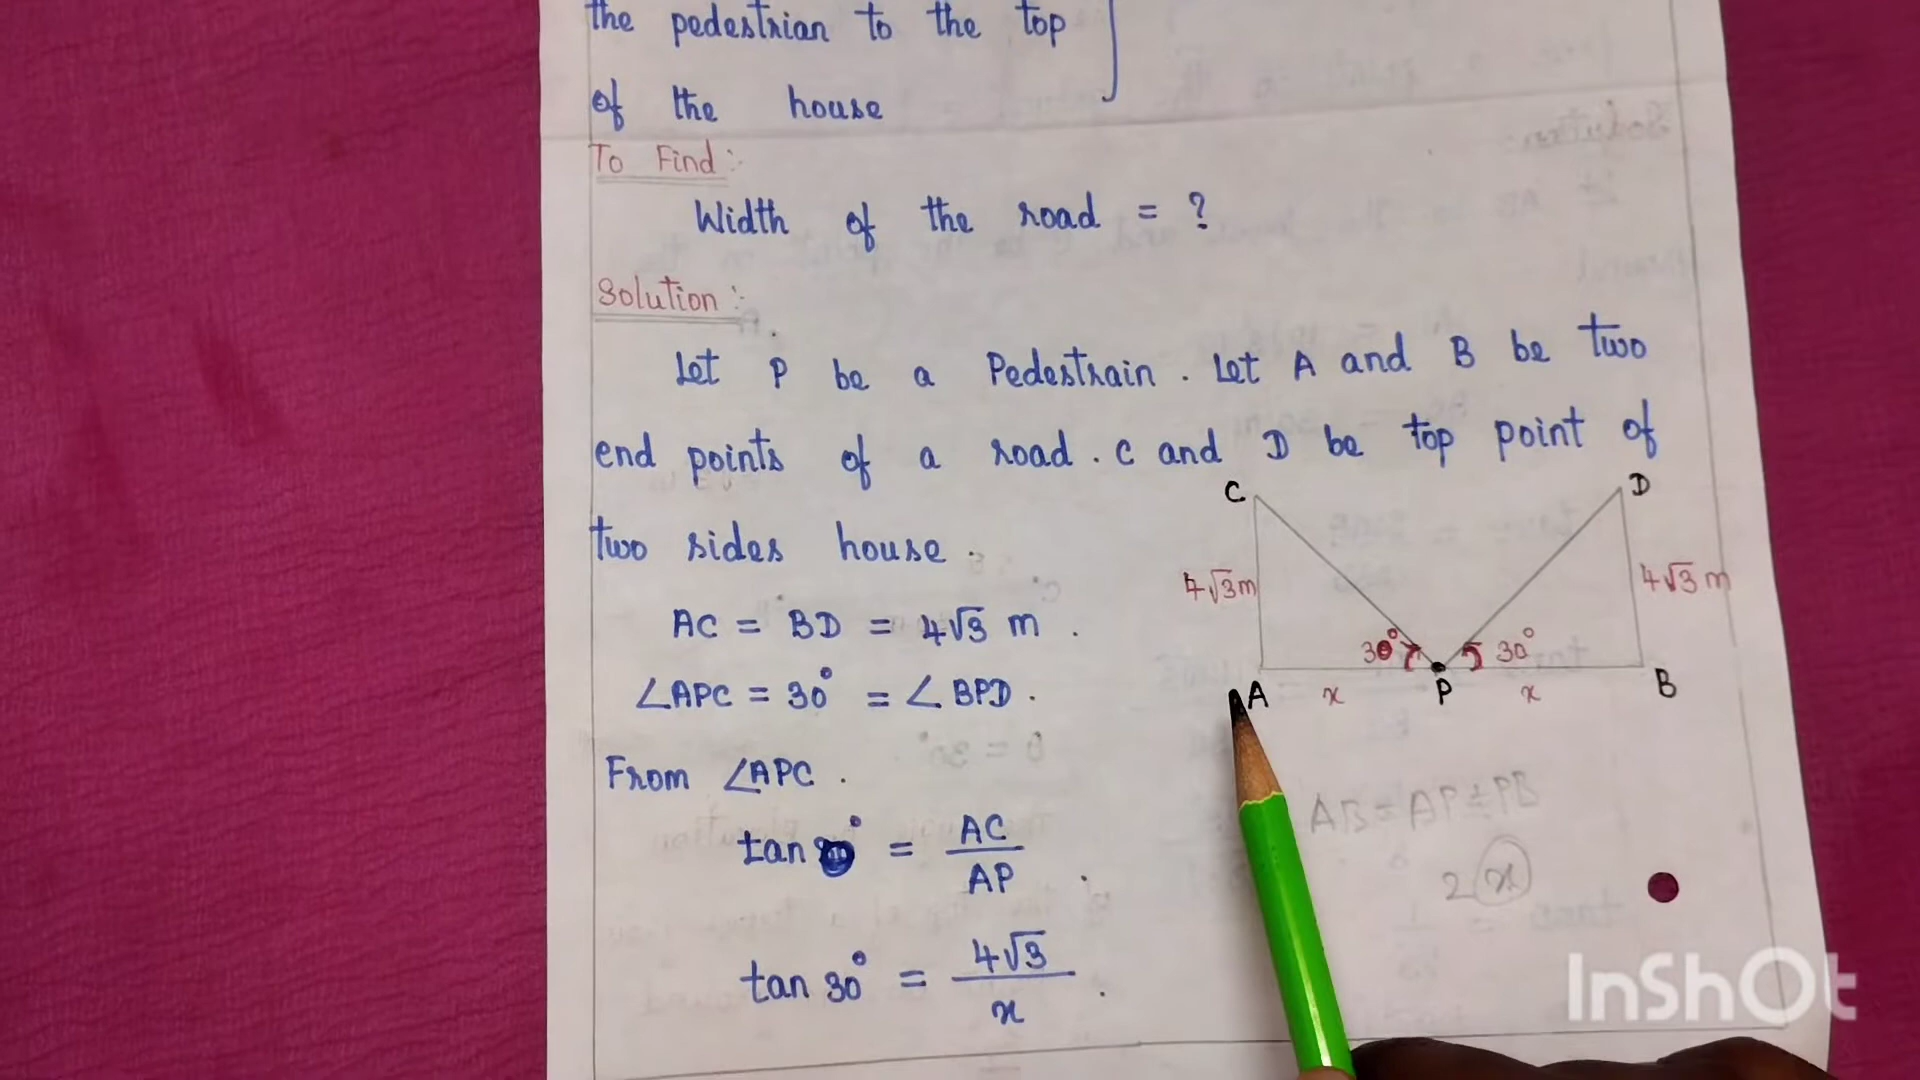 the pedestrian to the top
of the house
To Find :-
Width of the road = ?
Solution :-
Let P be a Pedestrain . Let A and B be two
end points of a road . C and D be top point of
two sides house .
AC = BD = 4√3 m .
∠APC = 30° = ∠BPD .
From ∠APC .
tan ° = AC/AP .
tan 30° = 4√3/x .
C D
4√3 m 4√3 m
30° 30°
A x P x B
AB = AP + PB
2x
InShOt